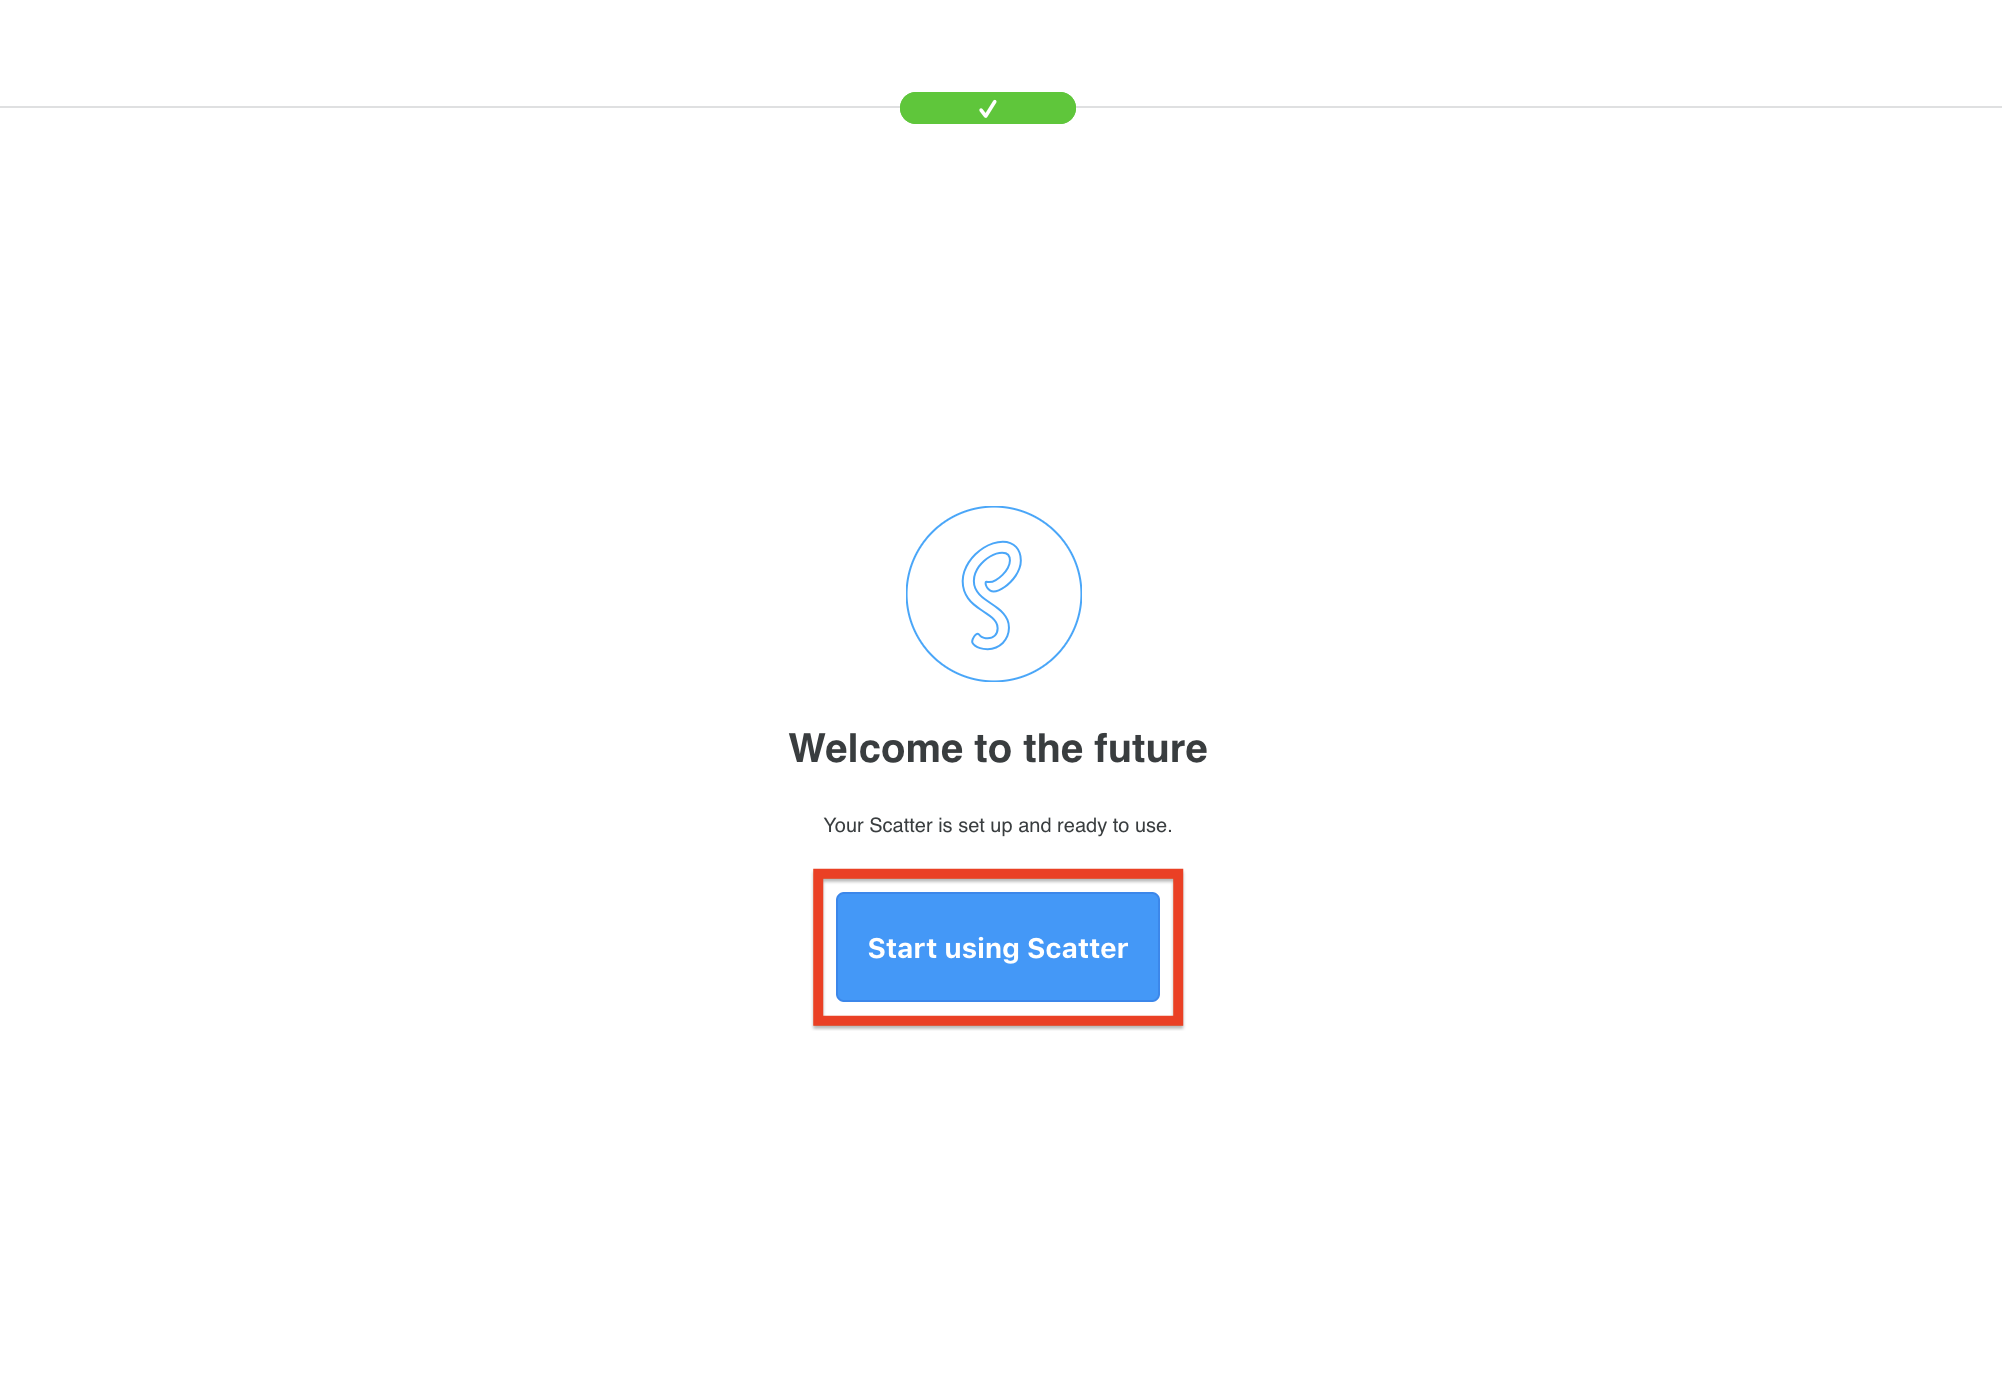 Welcome to the future
Your Scatter is set up and ready to use.
Start using Scatter